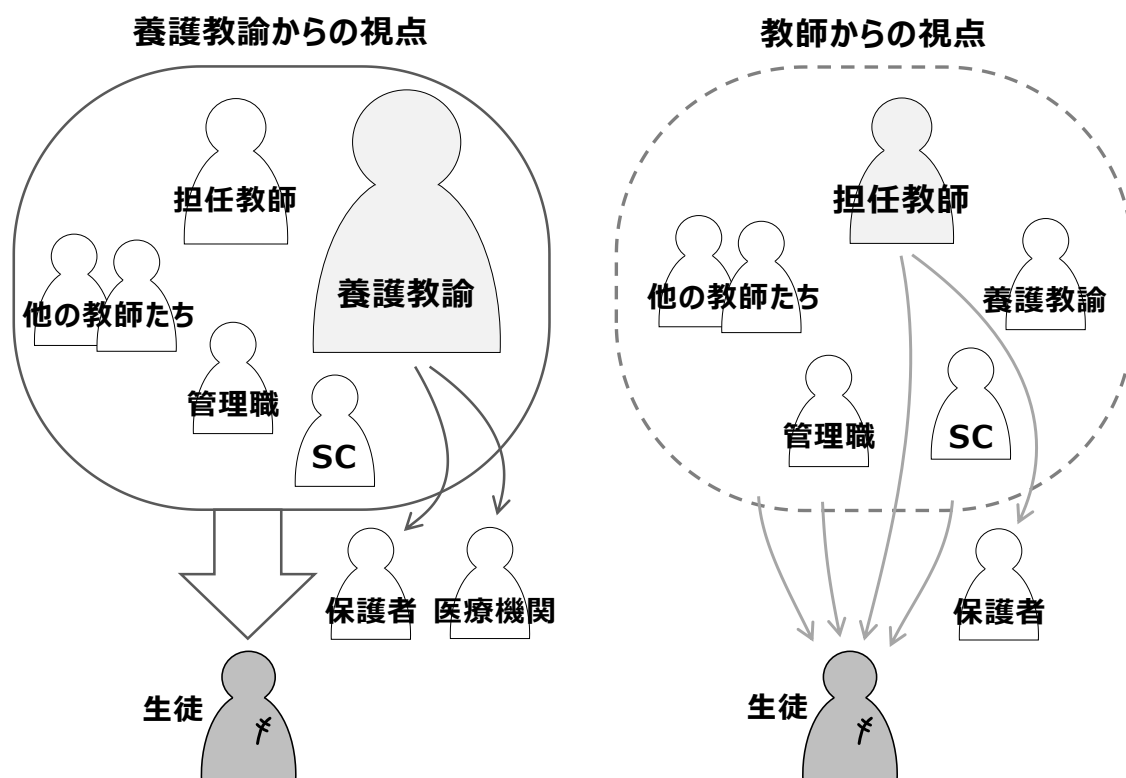 養護教諭からの視点
担任教師
養護教諭
他の教師たち
管理職
SC
保護者
医療機関
生徒
教師からの視点
担任教師
他の教師たち
養護教諭
管理職
SC
保護者
生徒